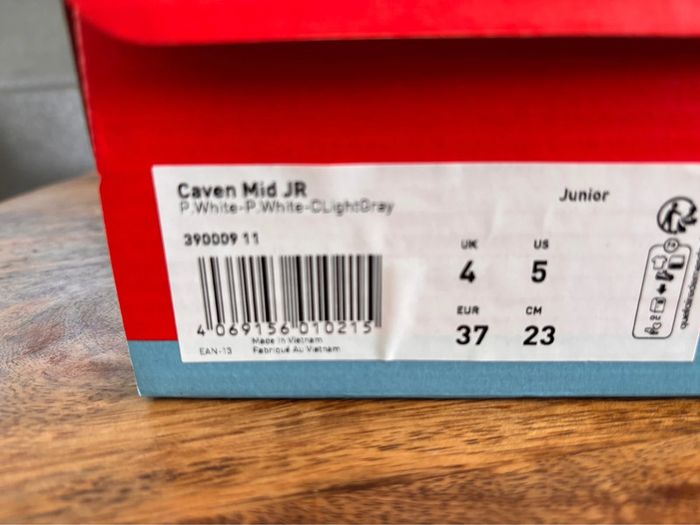 Caven Mid JR
P.White-P.White-CLightGray
Junior
390009 11
UK US
4 5
EUR CM
37 23
4 069156 010215
EAN-13
Made in Vietnam
Fabriqué Au Vietnam